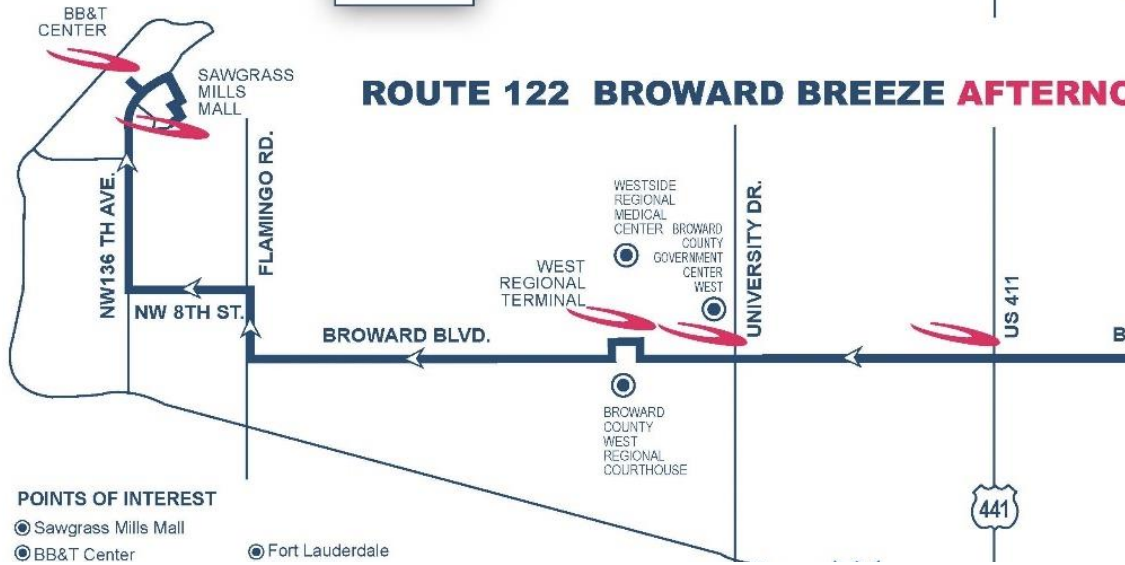 BB&T
CENTER
SAWGRASS
MILLS
MALL
ROUTE 122 BROWARD BREEZE
NW136 TH AVE.
FLAMINGO RD.
NW 8TH ST.
BROWARD BLVD.
WEST
REGIONAL
TERMINAL
WESTSIDE
REGIONAL
MEDICAL
CENTER
BROWARD
COUNTY
GOVERNMENT
CENTER
WEST
UNIVERSITY DR.
US 411
BROWARD
COUNTY
WEST
REGIONAL
COURTHOUSE
441
POINTS OF INTEREST
Sawgrass Mills Mall
BB&T Center
Fort Lauderdale